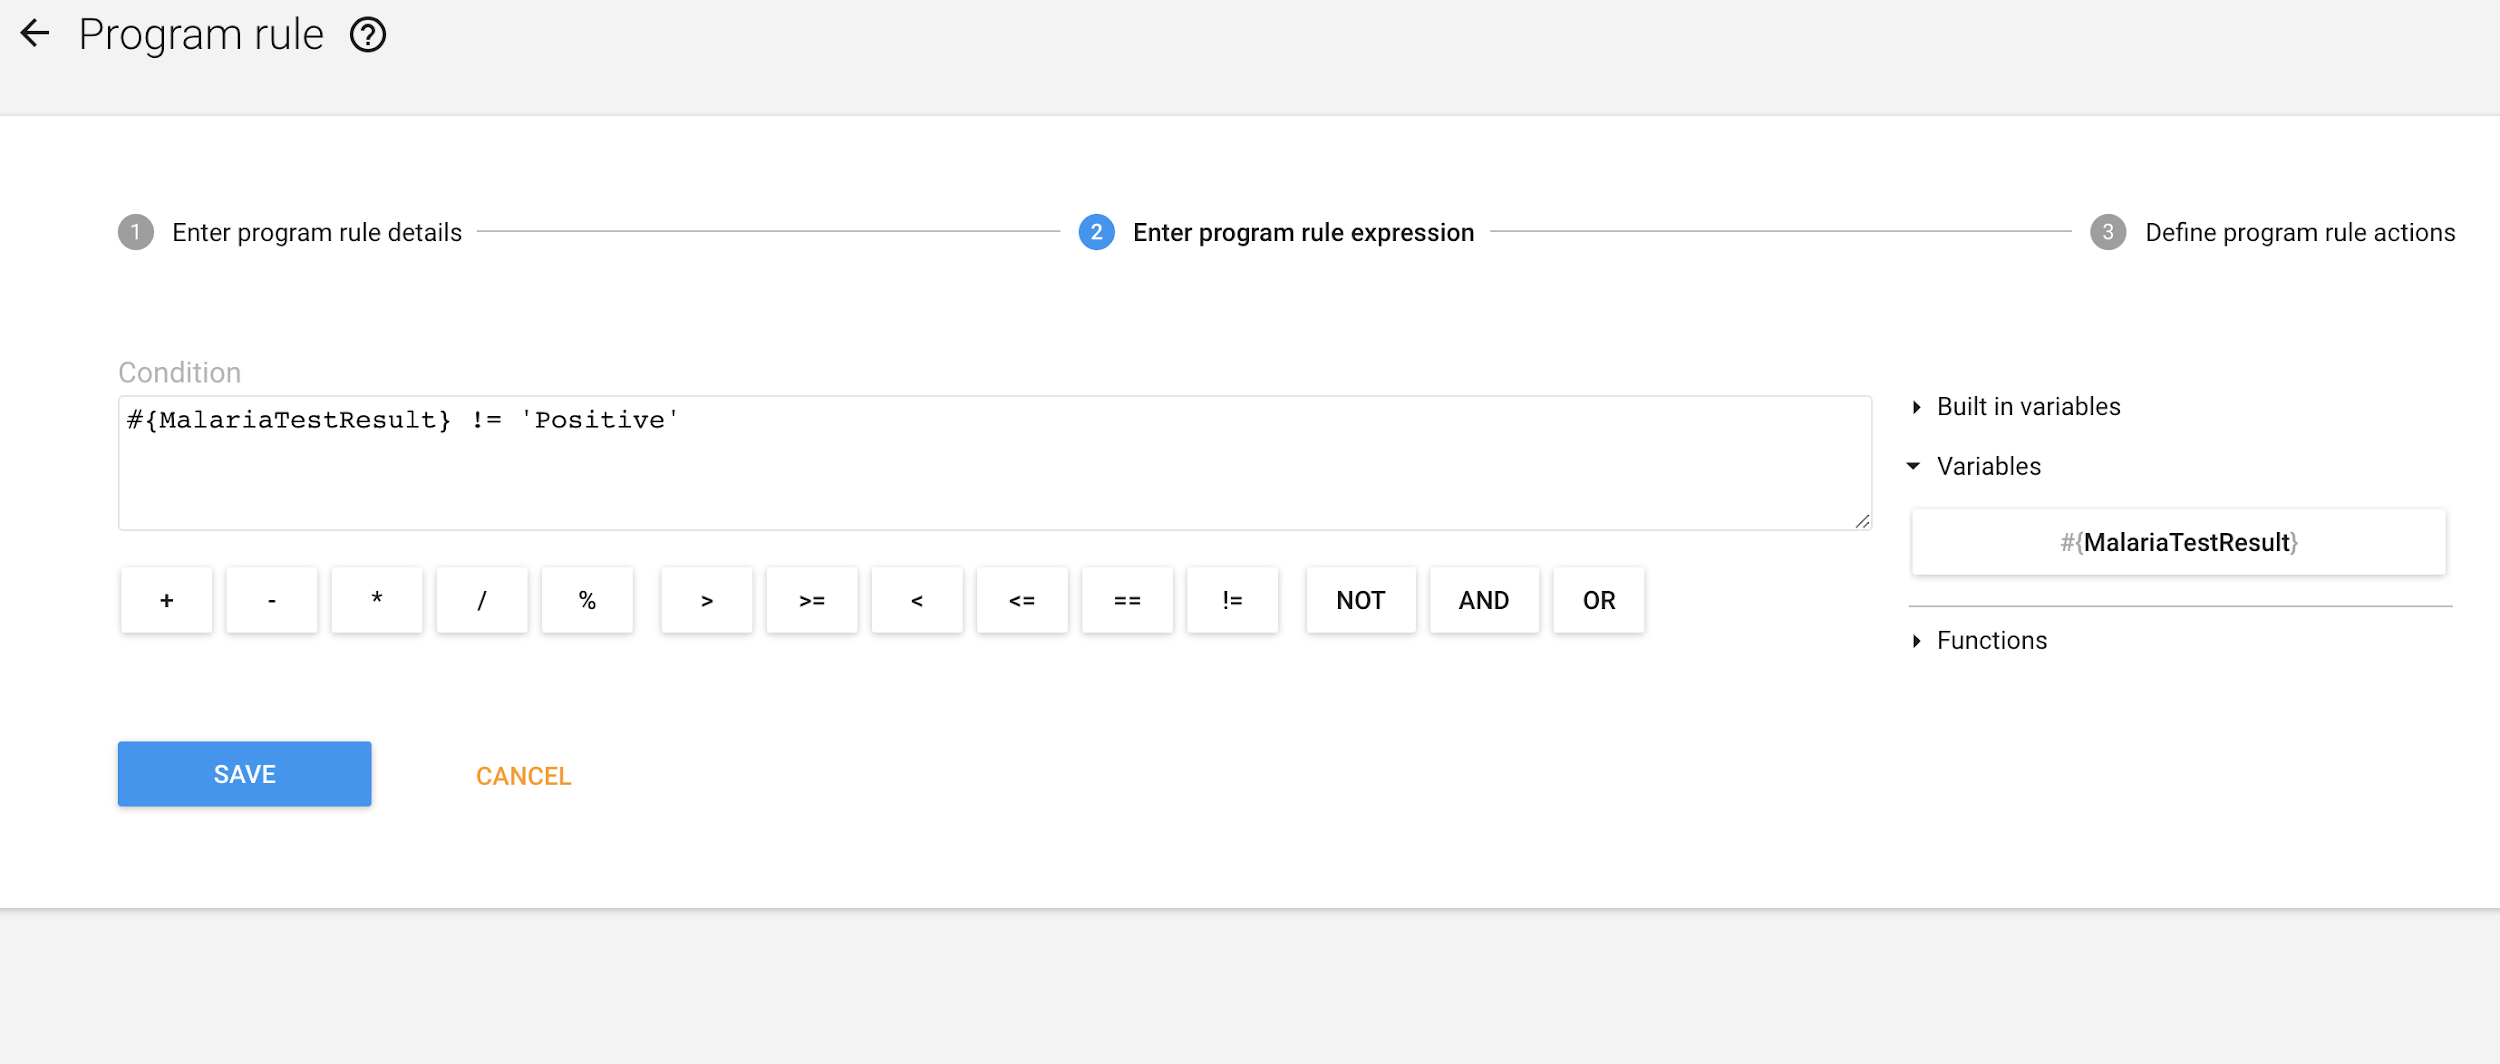 Program rule ?
1 Enter program rule details
2 Enter program rule expression
3 Define program rule actions
Condition
#{MalariaTestResult} != 'Positive'
+ - * / % > >= < <= == != NOT AND OR
Built in variables
Variables
#{MalariaTestResult}
Functions
SAVE CANCEL